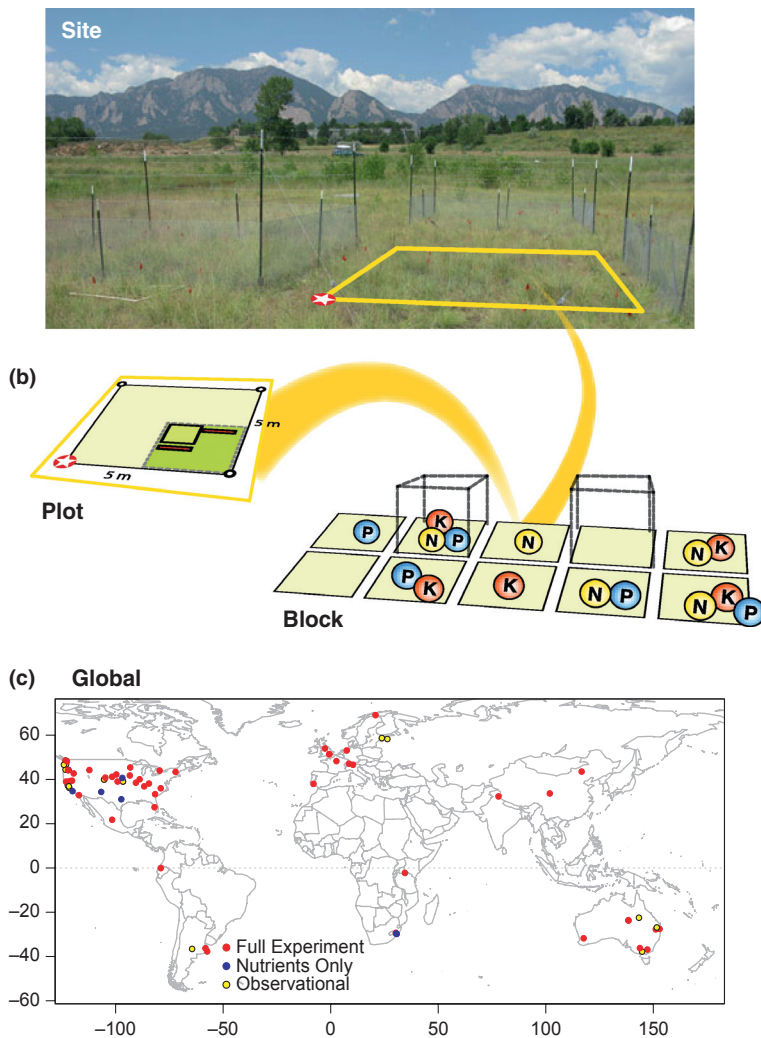 Site
(b)
5 m
5 m
Plot
P
K
N P
N
N K
P
K
K
N P
N K
P
Block
(c) Global
60
40
20
0
−20
−40
−60
Full Experiment
Nutrients Only
Observational
−100 −50 0 50 100 150